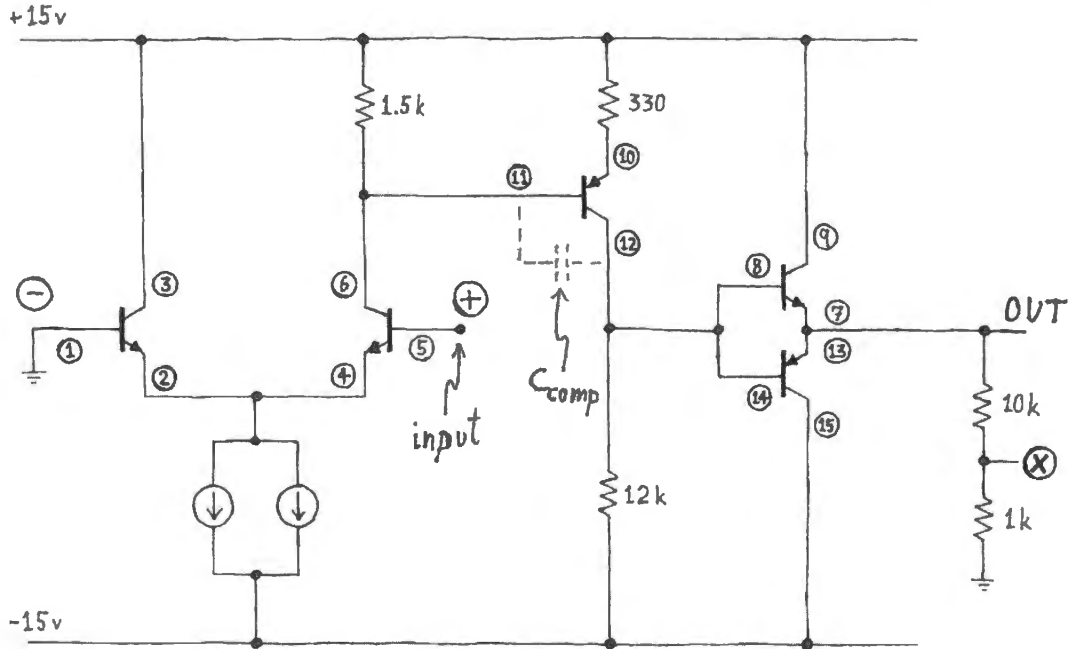 +15v
1.5k
330
⑩
⑪
⑫
⑨
③
⑥
⑧
−
+
⑦
OUT
①
⑤
⑬
Ccomp
②
④
⑭
input
⑮
10k
X
12k
1k
-15v